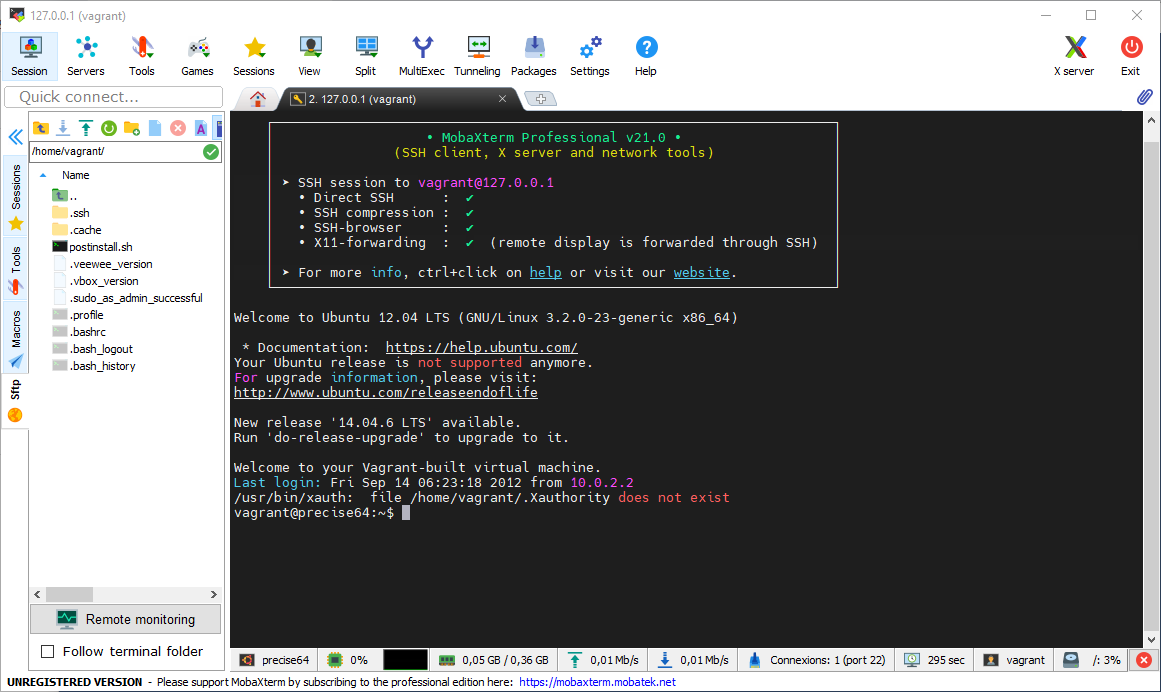 127.0.0.1 (vagrant)
Session Servers Tools Games Sessions View Split MultiExec Tunneling Packages Settings Help X server Exit
Quick connect...
2. 127.0.0.1 (vagrant)
/home/vagrant/
Name
..
.ssh
.cache
postinstall.sh
.veewee_version
.vbox_version
.sudo_as_admin_successful
.profile
.bashrc
.bash_logout
.bash_history
Sessions
Tools
Macros
Sftp
Remote monitoring
Follow terminal folder
• MobaXterm Professional v21.0 •
(SSH client, X server and network tools)
➤ SSH session to vagrant@127.0.0.1
• Direct SSH : ✔
• SSH compression : ✔
• SSH-browser : ✔
• X11-forwarding : ✔ (remote display is forwarded through SSH)
➤ For more info, ctrl+click on help or visit our website.
Welcome to Ubuntu 12.04 LTS (GNU/Linux 3.2.0-23-generic x86_64)
* Documentation: https://help.ubuntu.com/
Your Ubuntu release is not supported anymore.
For upgrade information, please visit:
http://www.ubuntu.com/releaseendoflife
New release '14.04.6 LTS' available.
Run 'do-release-upgrade' to upgrade to it.
Welcome to your Vagrant-built virtual machine.
Last login: Fri Sep 14 06:23:18 2012 from 10.0.2.2
/usr/bin/xauth: file /home/vagrant/.Xauthority does not exist
vagrant@precise64:~$
precise64 0% 0,05 GB / 0,36 GB 0,01 Mb/s 0,01 Mb/s Connexions: 1 (port 22) 295 sec vagrant /: 3%
UNREGISTERED VERSION - Please support MobaXterm by subscribing to the professional edition here: https://mobaxterm.mobatek.net